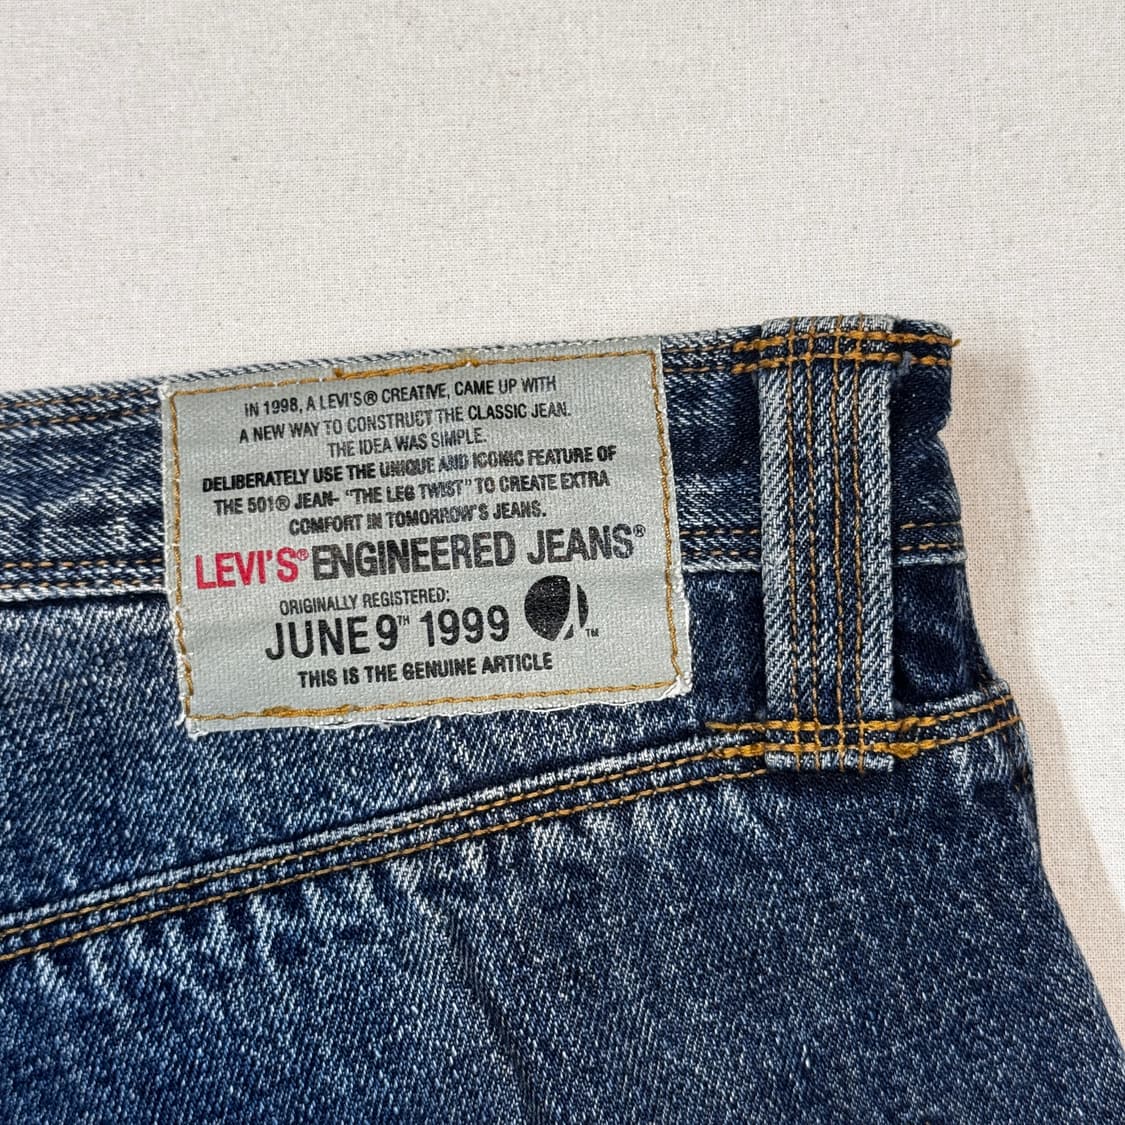 IN 1998, A LEVI'S® CREATIVE, CAME UP WITH
A NEW WAY TO CONSTRUCT THE CLASSIC JEAN.
THE IDEA WAS SIMPLE.
DELIBERATELY USE THE UNIQUE AND ICONIC FEATURE OF
THE 501® JEAN- "THE LEG TWIST" TO CREATE EXTRA
COMFORT IN TOMORROW'S JEANS.
LEVI'S® ENGINEERED JEANS®
ORIGINALLY REGISTERED:
JUNE 9TH 1999 ™
THIS IS THE GENUINE ARTICLE